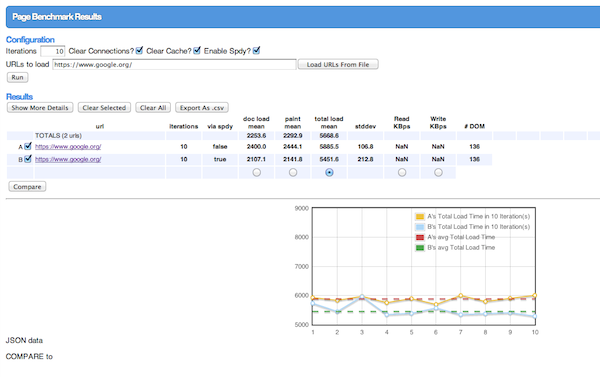 Page Benchmark Results
Configuration
Iterations 10 Clear Connections? Clear Cache? Enable Spdy?
URLs to load https://www.google.org/ Load URLs From File
Run
Results
Show More Details Clear Selected Clear All Export As .csv
url iterations via spdy doc load mean paint mean total load mean stddev Read KBps Write KBps # DOM
TOTALS (2 urls) 2253.6 2292.9 5668.6
A https://www.google.org/ 10 false 2400.0 2444.1 5885.5 106.8 NaN NaN 136
B https://www.google.org/ 10 true 2107.1 2141.8 5451.6 212.8 NaN NaN 136
Compare
9000
8000
7000
6000
5000
A's Total Load Time in 10 Iteration(s)
B's Total Load Time in 10 Iteration(s)
A's avg Total Load Time
B's avg Total Load Time
1 2 3 4 5 6 7 8 9 10
JSON data
COMPARE to